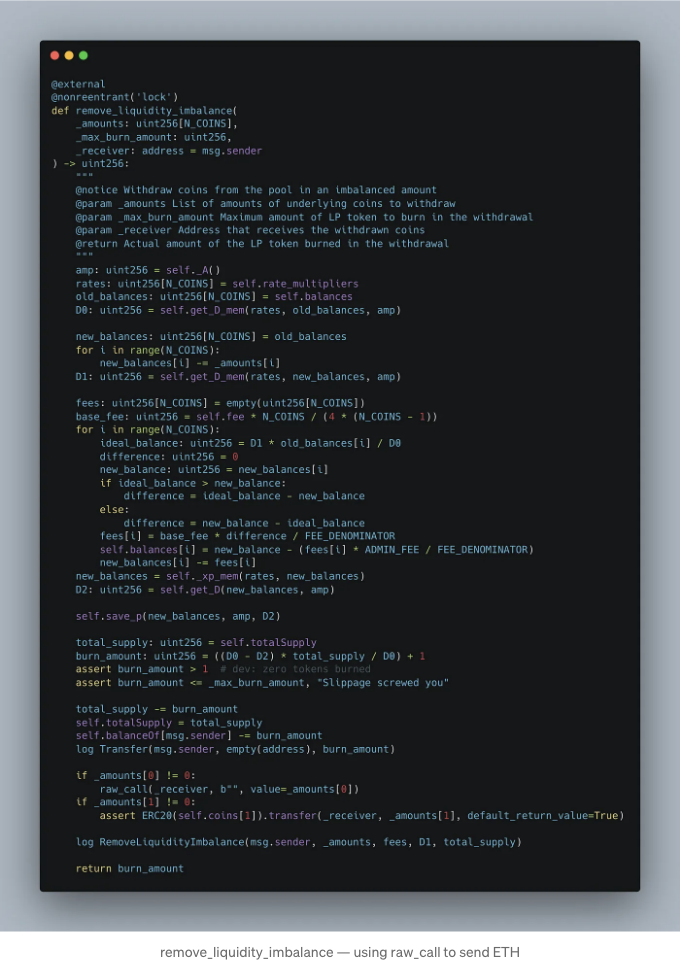 @external
@nonreentrant('lock')
def remove_liquidity_imbalance(
    _amounts: uint256[N_COINS],
    _max_burn_amount: uint256,
    _receiver: address = msg.sender
) -> uint256:
    """
    @notice Withdraw coins from the pool in an imbalanced amount
    @param _amounts List of amounts of underlying coins to withdraw
    @param _max_burn_amount Maximum amount of LP token to burn in the withdrawal
    @param _receiver Address that receives the withdrawn coins
    @return Actual amount of the LP token burned in the withdrawal
    """
    amp: uint256 = self._A()
    rates: uint256[N_COINS] = self.rate_multipliers
    old_balances: uint256[N_COINS] = self.balances
    D0: uint256 = self.get_D_mem(rates, old_balances, amp)

    new_balances: uint256[N_COINS] = old_balances
    for i in range(N_COINS):
        new_balances[i] -= _amounts[i]
    D1: uint256 = self.get_D_mem(rates, new_balances, amp)

    fees: uint256[N_COINS] = empty(uint256[N_COINS])
    base_fee: uint256 = self.fee * N_COINS / (4 * (N_COINS - 1))
    for i in range(N_COINS):
        ideal_balance: uint256 = D1 * old_balances[i] / D0
        difference: uint256 = 0
        new_balance: uint256 = new_balances[i]
        if ideal_balance > new_balance:
            difference = ideal_balance - new_balance
        else:
            difference = new_balance - ideal_balance
        fees[i] = base_fee * difference / FEE_DENOMINATOR
        self.balances[i] = new_balance - (fees[i] * ADMIN_FEE / FEE_DENOMINATOR)
        new_balances[i] -= fees[i]
    new_balances = self._xp_mem(rates, new_balances)
    D2: uint256 = self.get_D(new_balances, amp)

    self.save_p(new_balances, amp, D2)

    total_supply: uint256 = self.totalSupply
    burn_amount: uint256 = ((D0 - D2) * total_supply / D0) + 1
    assert burn_amount > 1  # dev: zero tokens burned
    assert burn_amount <= _max_burn_amount, "Slippage screwed you"

    total_supply -= burn_amount
    self.totalSupply = total_supply
    self.balanceOf[msg.sender] -= burn_amount
    log Transfer(msg.sender, empty(address), burn_amount)

    if _amounts[0] != 0:
        raw_call(_receiver, b"", value=_amounts[0])
    if _amounts[1] != 0:
        assert ERC20(self.coins[1]).transfer(_receiver, _amounts[1], default_return_value=True)

    log RemoveLiquidityImbalance(msg.sender, _amounts, fees, D1, total_supply)

    return burn_amount
remove_liquidity_imbalance — using raw_call to send ETH